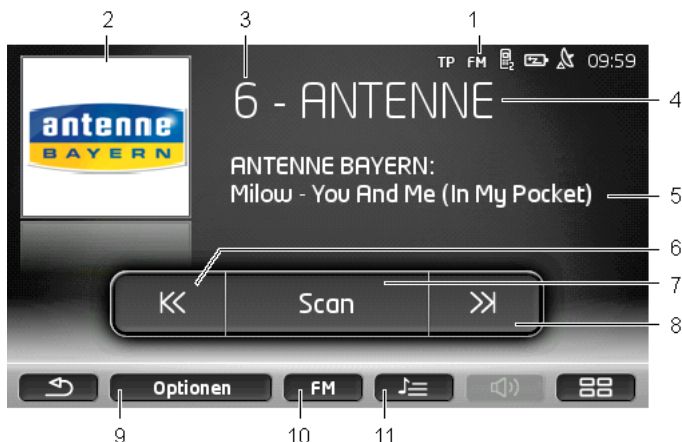 2
3
1
TP FM 2 09:59
6 - ANTENNE
4
antenne
BAYERN
ANTENNE BAYERN:
Milow - You And Me (In My Pocket)
5
6
Scan
7
8
Optionen FM
9
10
11